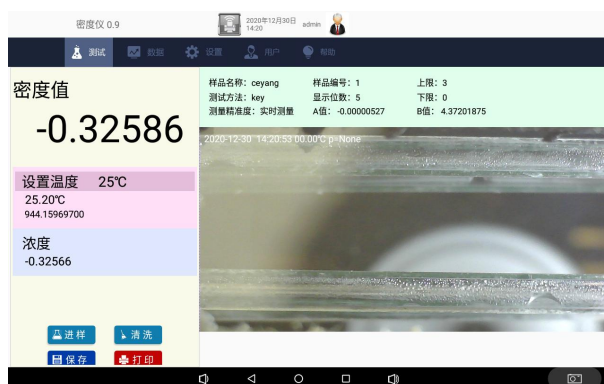 密度仪 0.9
2020年12月30日
14:20
admin
测试
数据
设置
用户
帮助
密度值
-0.32586
设置温度 25℃
25.20℃
944.15969700
浓度
-0.32566
进样
清洗
保存
打印
样品名称：ceyang 样品编号：1 上限：3
测试方法：key 显示位数：5 下限：0
测量精准度：实时测量 A值： -0.00000527 B值： 4.37201875
2020-12-30 14:20:53 00.00℃ p=None